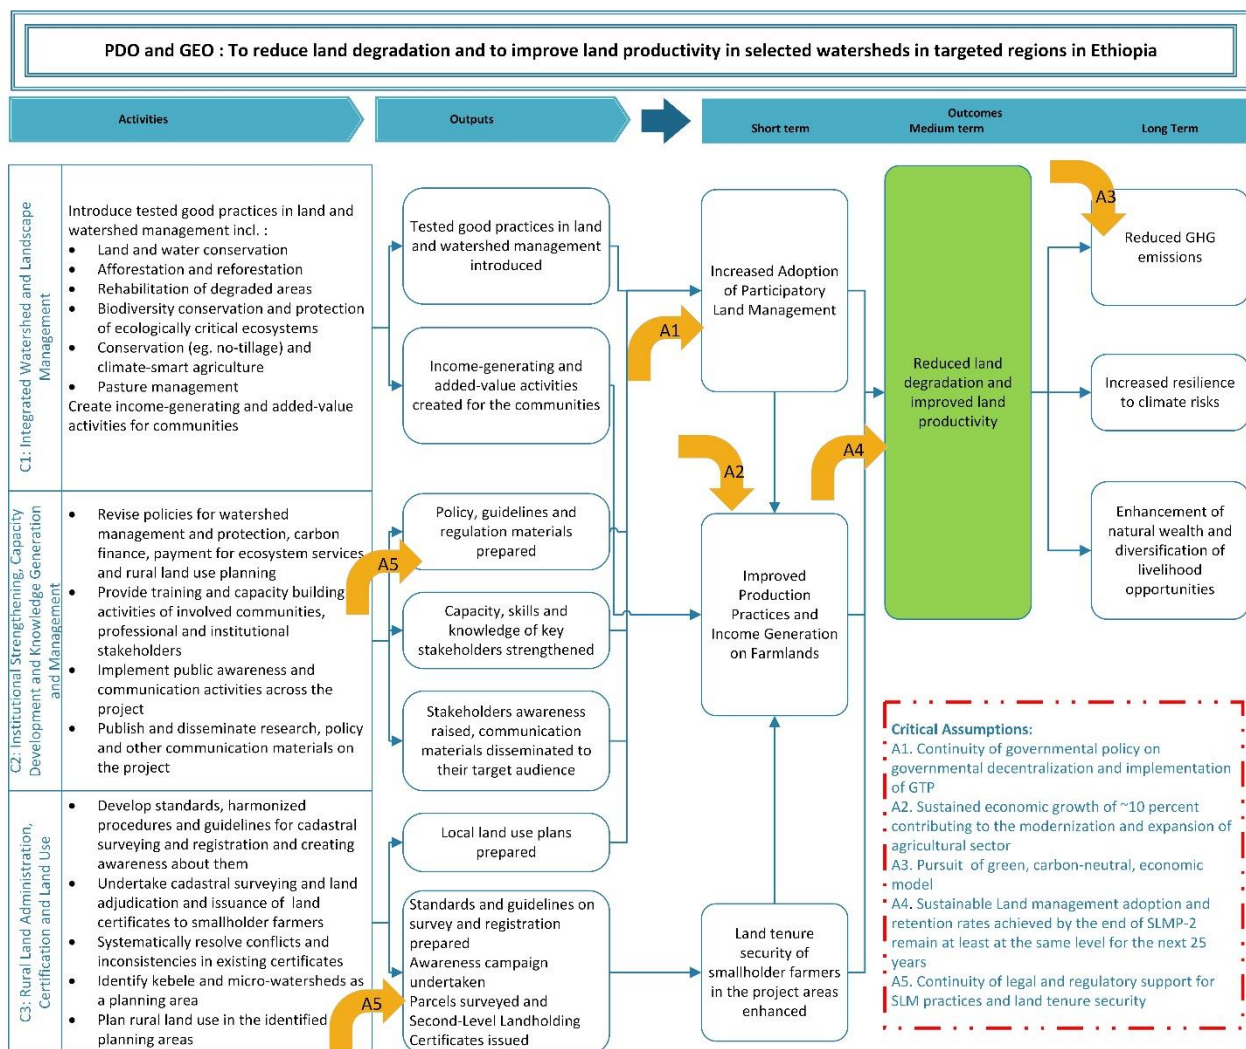 PDO and GEO : To reduce land degradation and to improve land productivity in selected watersheds in targeted regions in Ethiopia
Activities
Outputs
Outcomes
Short term
Medium term
Long Term
C1: Integrated Watershed and Landscape
Management
Introduce tested good practices in land and
watershed management incl. :
• Land and water conservation
• Afforestation and reforestation
• Rehabilitation of degraded areas
• Biodiversity conservation and protection
of ecologically critical ecosystems
• Conservation (eg. no-tillage) and
climate-smart agriculture
• Pasture management
Create income-generating and added-value
activities for communities
Tested good practices in land
and watershed management
introduced
Income-generating and
added-value activities
created for the communities
A1
Increased Adoption
of Participatory
Land Management
A2
A4
Reduced land
degradation and
improved land
productivity
A3
Reduced GHG
emissions
Increased resilience
to climate risks
Enhancement of
natural wealth and
diversification of
livelihood
opportunities
C2: Institutional Strengthening, Capacity
Development and Knowledge Generation
and Management
• Revise policies for watershed
management and protection, carbon
finance, payment for ecosystem services
and rural land use planning
• Provide training and capacity building
activities of involved communities,
professional and institutional
stakeholders
• Implement public awareness and
communication activities across the
project
• Publish and disseminate research, policy
and other communication materials on
the project
A5
Policy, guidelines and
regulation materials
prepared
Capacity, skills and
knowledge of key
stakeholders strengthened
Stakeholders awareness
raised, communication
materials disseminated to
their target audience
Improved
Production
Practices and
Income Generation
on Farmlands
C3: Rural Land Administration,
Certification and Land Use
• Develop standards, harmonized
procedures and guidelines for cadastral
surveying and registration and creating
awareness about them
• Undertake cadastral surveying and land
adjudication and issuance of land
certificates to smallholder farmers
• Systematically resolve conflicts and
inconsistencies in existing certificates
• Identify kebele and micro-watersheds as
a planning area
• Plan rural land use in the identified
planning areas
A5
Local land use plans
prepared
Standards and guidelines on
survey and registration
prepared
Awareness campaign
undertaken
Parcels surveyed and
Second-Level Landholding
Certificates issued
Land tenure
security of
smallholder farmers
in the project areas
enhanced
Critical Assumptions:
A1. Continuity of governmental policy on
governmental decentralization and implementation
of GTP
A2. Sustained economic growth of ~10 percent
contributing to the modernization and expansion of
agricultural sector
A3. Pursuit of green, carbon-neutral, economic
model
A4. Sustainable Land management adoption and
retention rates achieved by the end of SLMP-2
remain at least at the same level for the next 25
years
A5. Continuity of legal and regulatory support for
SLM practices and land tenure security